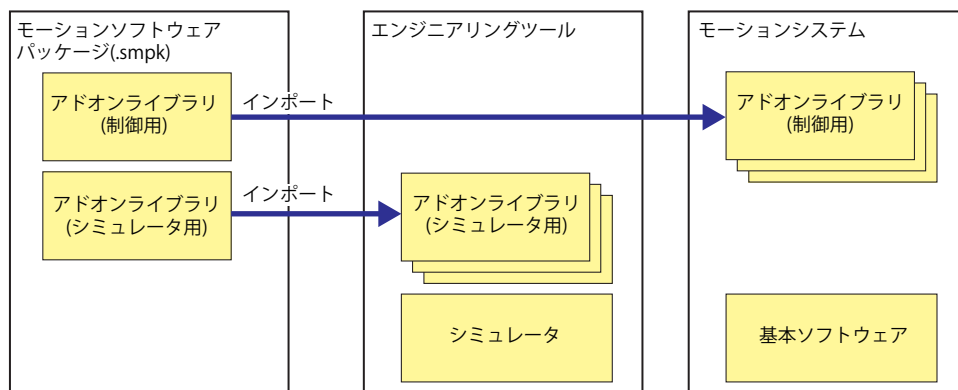 モーションソフトウェア
パッケージ(.smpk)
アドオンライブラリ
(制御用)
インポート
アドオンライブラリ
(シミュレータ用)
インポート
エンジニアリングツール
アドオンライブラリ
(シミュレータ用)
シミュレータ
モーションシステム
アドオンライブラリ
(制御用)
基本ソフトウェア